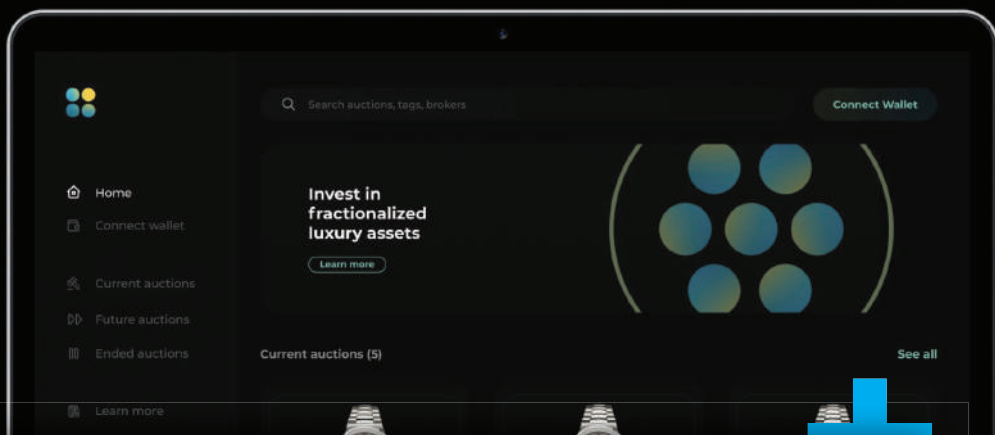 Search auctions, tags, brokers
Connect Wallet
Home
Connect wallet
Current auctions
Future auctions
Ended auctions
Learn more
Invest in
fractionalized
luxury assets
Learn more
Current auctions (5)
See all